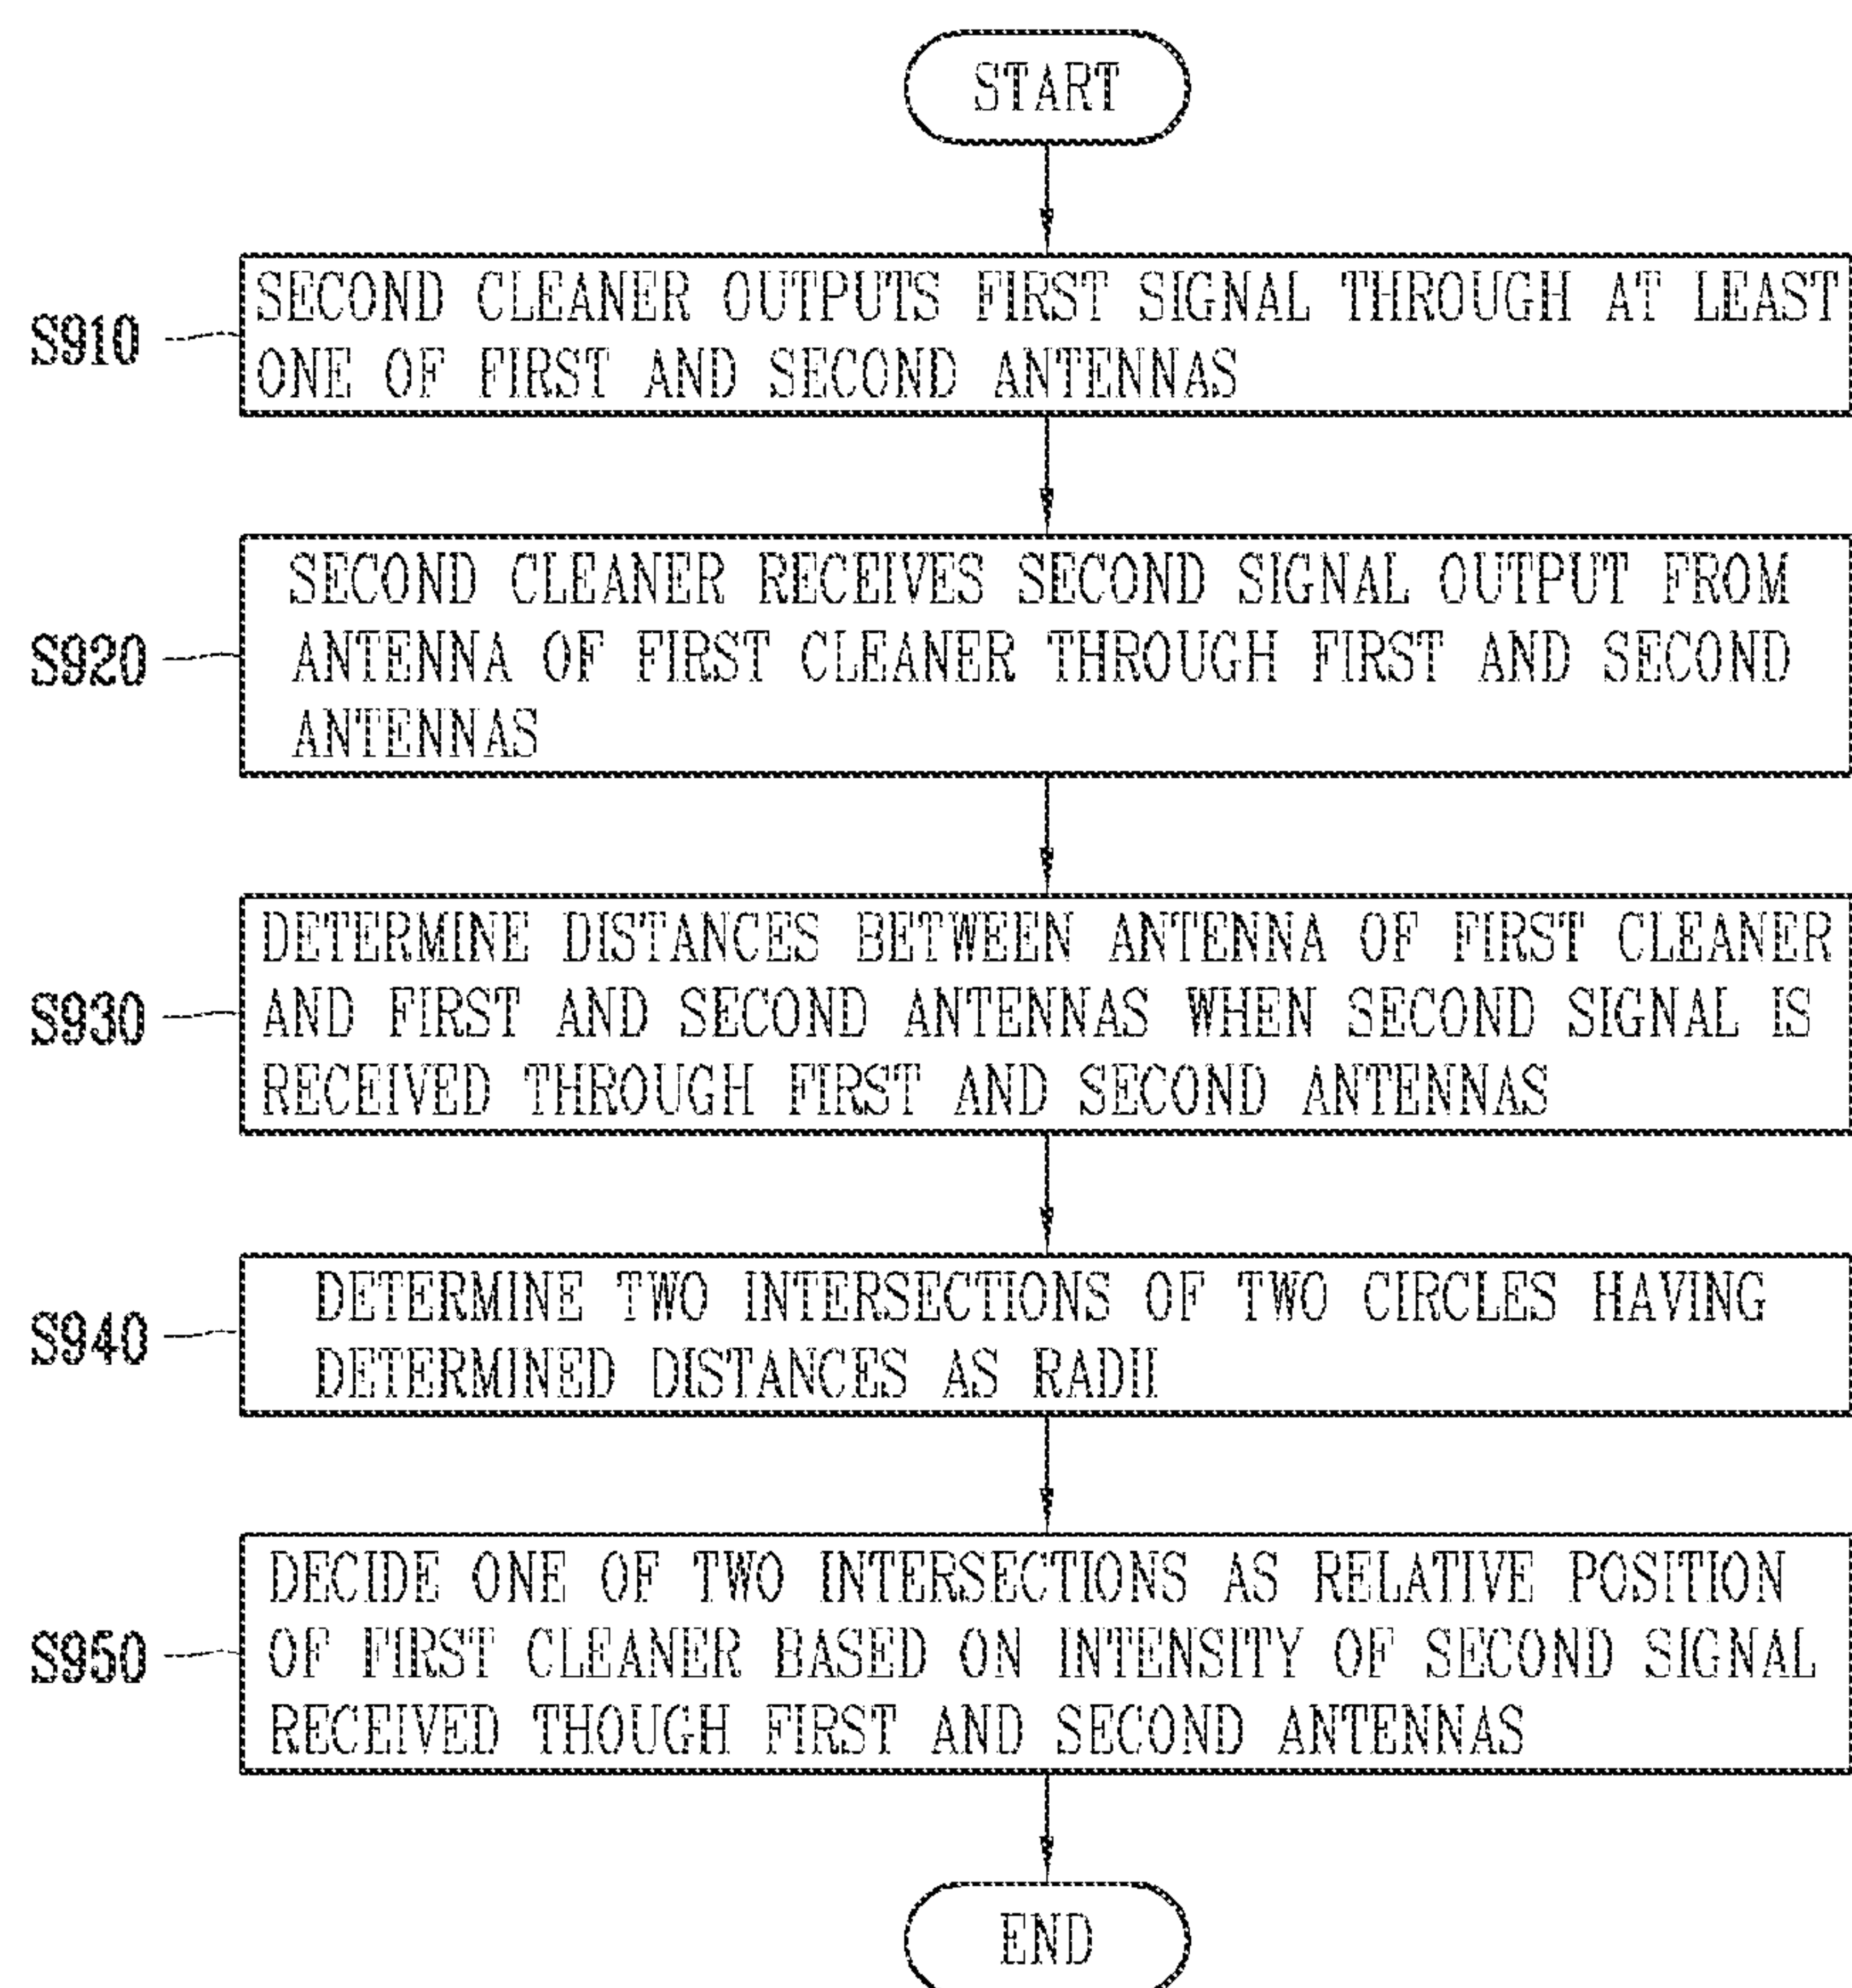 START
S910
SECOND CLEANER OUTPUTS FIRST SIGNAL THROUGH AT LEAST
ONE OF FIRST AND SECOND ANTENNAS
S920
SECOND CLEANER RECEIVES SECOND SIGNAL OUTPUT FROM
ANTENNA OF FIRST CLEANER THROUGH FIRST AND SECOND
ANTENNAS
S930
DETERMINE DISTANCES BETWEEN ANTENNA OF FIRST CLEANER
AND FIRST AND SECOND ANTENNAS WHEN SECOND SIGNAL IS
RECEIVED THROUGH FIRST AND SECOND ANTENNAS
S940
DETERMINE TWO INTERSECTIONS OF TWO CIRCLES HAVING
DETERMINED DISTANCES AS RADII
S950
DECIDE ONE OF TWO INTERSECTIONS AS RELATIVE POSITION
OF FIRST CLEANER BASED ON INTENSITY OF SECOND SIGNAL
RECEIVED THOUGH FIRST AND SECOND ANTENNAS
END